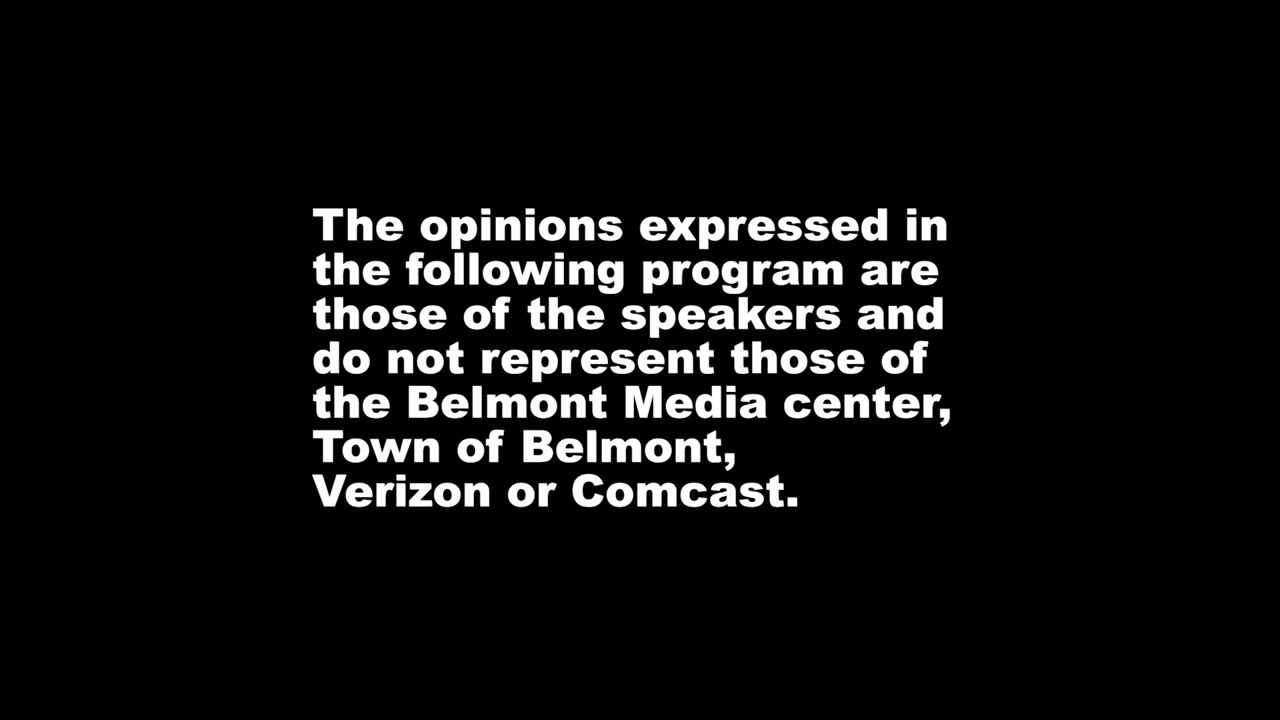 The opinions expressed in
the following program are
those of the speakers and
do not represent those of
the Belmont Media center,
Town of Belmont,
Verizon or Comcast.